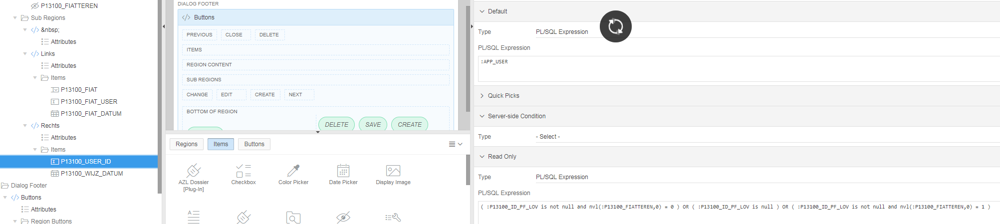 P13100_FIATTEREN
Sub Regions
&nbsp;
Attributes
Links
Attributes
Items
P13100_FIAT
P13100_FIAT_USER
P13100_FIAT_DATUM
Rechts
Attributes
Items
P13100_USER_ID
P13100_WIJZ_DATUM
Dialog Footer
Buttons
Attributes
Region Buttons
DIALOG FOOTER
Buttons
PREVIOUS CLOSE DELETE
ITEMS
REGION CONTENT
SUB REGIONS
CHANGE EDIT CREATE NEXT
BOTTOM OF REGION
DELETE SAVE CREATE
Regions Items Buttons
AZL Dossier [Plug-In]
Checkbox
Color Picker
Date Picker
Display Image
Default
Type PL/SQL Expression
PL/SQL Expression
:APP_USER
Quick Picks
Server-side Condition
Type - Select -
Read Only
Type PL/SQL Expression
PL/SQL Expression
( :P13100_ID_PF_LOV is not null and nvl(:P13100_FIATTEREN,0) = 0 ) OR ( :P13100_ID_PF_LOV is null ) OR ( :P13100_ID_PF_LOV is not null and nvl(:P13100_FIATTEREN,0) = 1 )